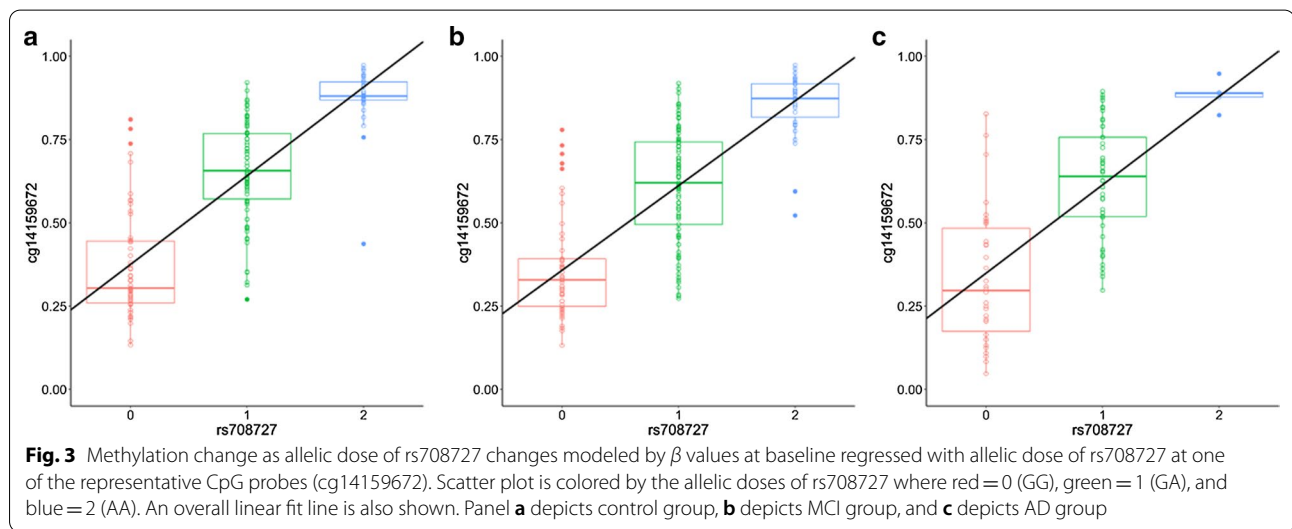 a
b
c
1.00
0.75
0.50
0.25
0.00
cg14159672
0
1
2
rs708727
1.00
0.75
0.50
0.25
0.00
cg14159672
0
1
2
rs708727
1.00
0.75
0.50
0.25
0.00
cg14159672
0
1
2
rs708727
Fig. 3 Methylation change as allelic dose of rs708727 changes modeled by β values at baseline regressed with allelic dose of rs708727 at one
of the representative CpG probes (cg14159672). Scatter plot is colored by the allelic doses of rs708727 where red = 0 (GG), green = 1 (GA), and
blue = 2 (AA). An overall linear fit line is also shown. Panel a depicts control group, b depicts MCI group, and c depicts AD group